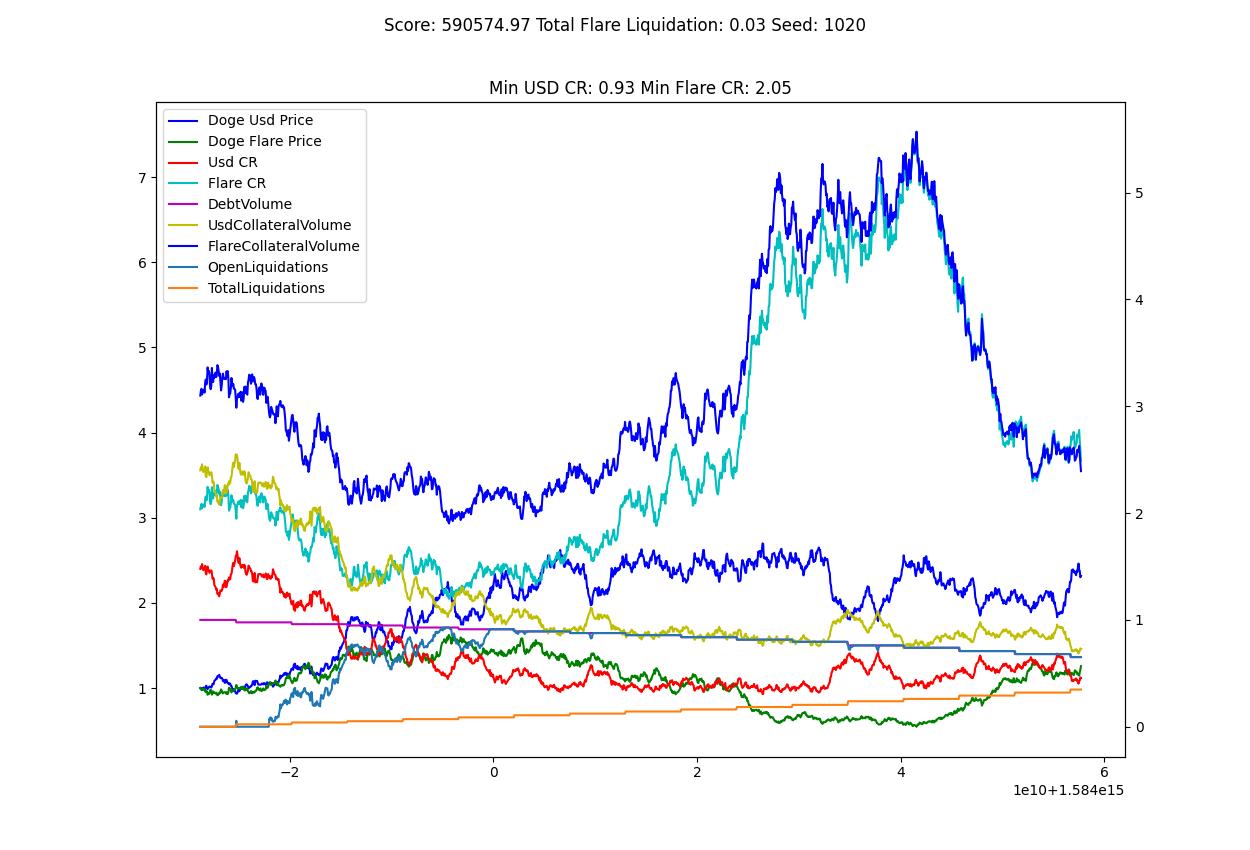 Score: 590574.97 Total Flare Liquidation: 0.03 Seed: 1020
Min USD CR: 0.93 Min Flare CR: 2.05
Doge Usd Price
Doge Flare Price
Usd CR
Flare CR
DebtVolume
UsdCollateralVolume
FlareCollateralVolume
OpenLiquidations
TotalLiquidations
7
6
5
4
3
2
1
5
4
3
2
1
0
−2
0
2
4
6
1e10+1.584e15